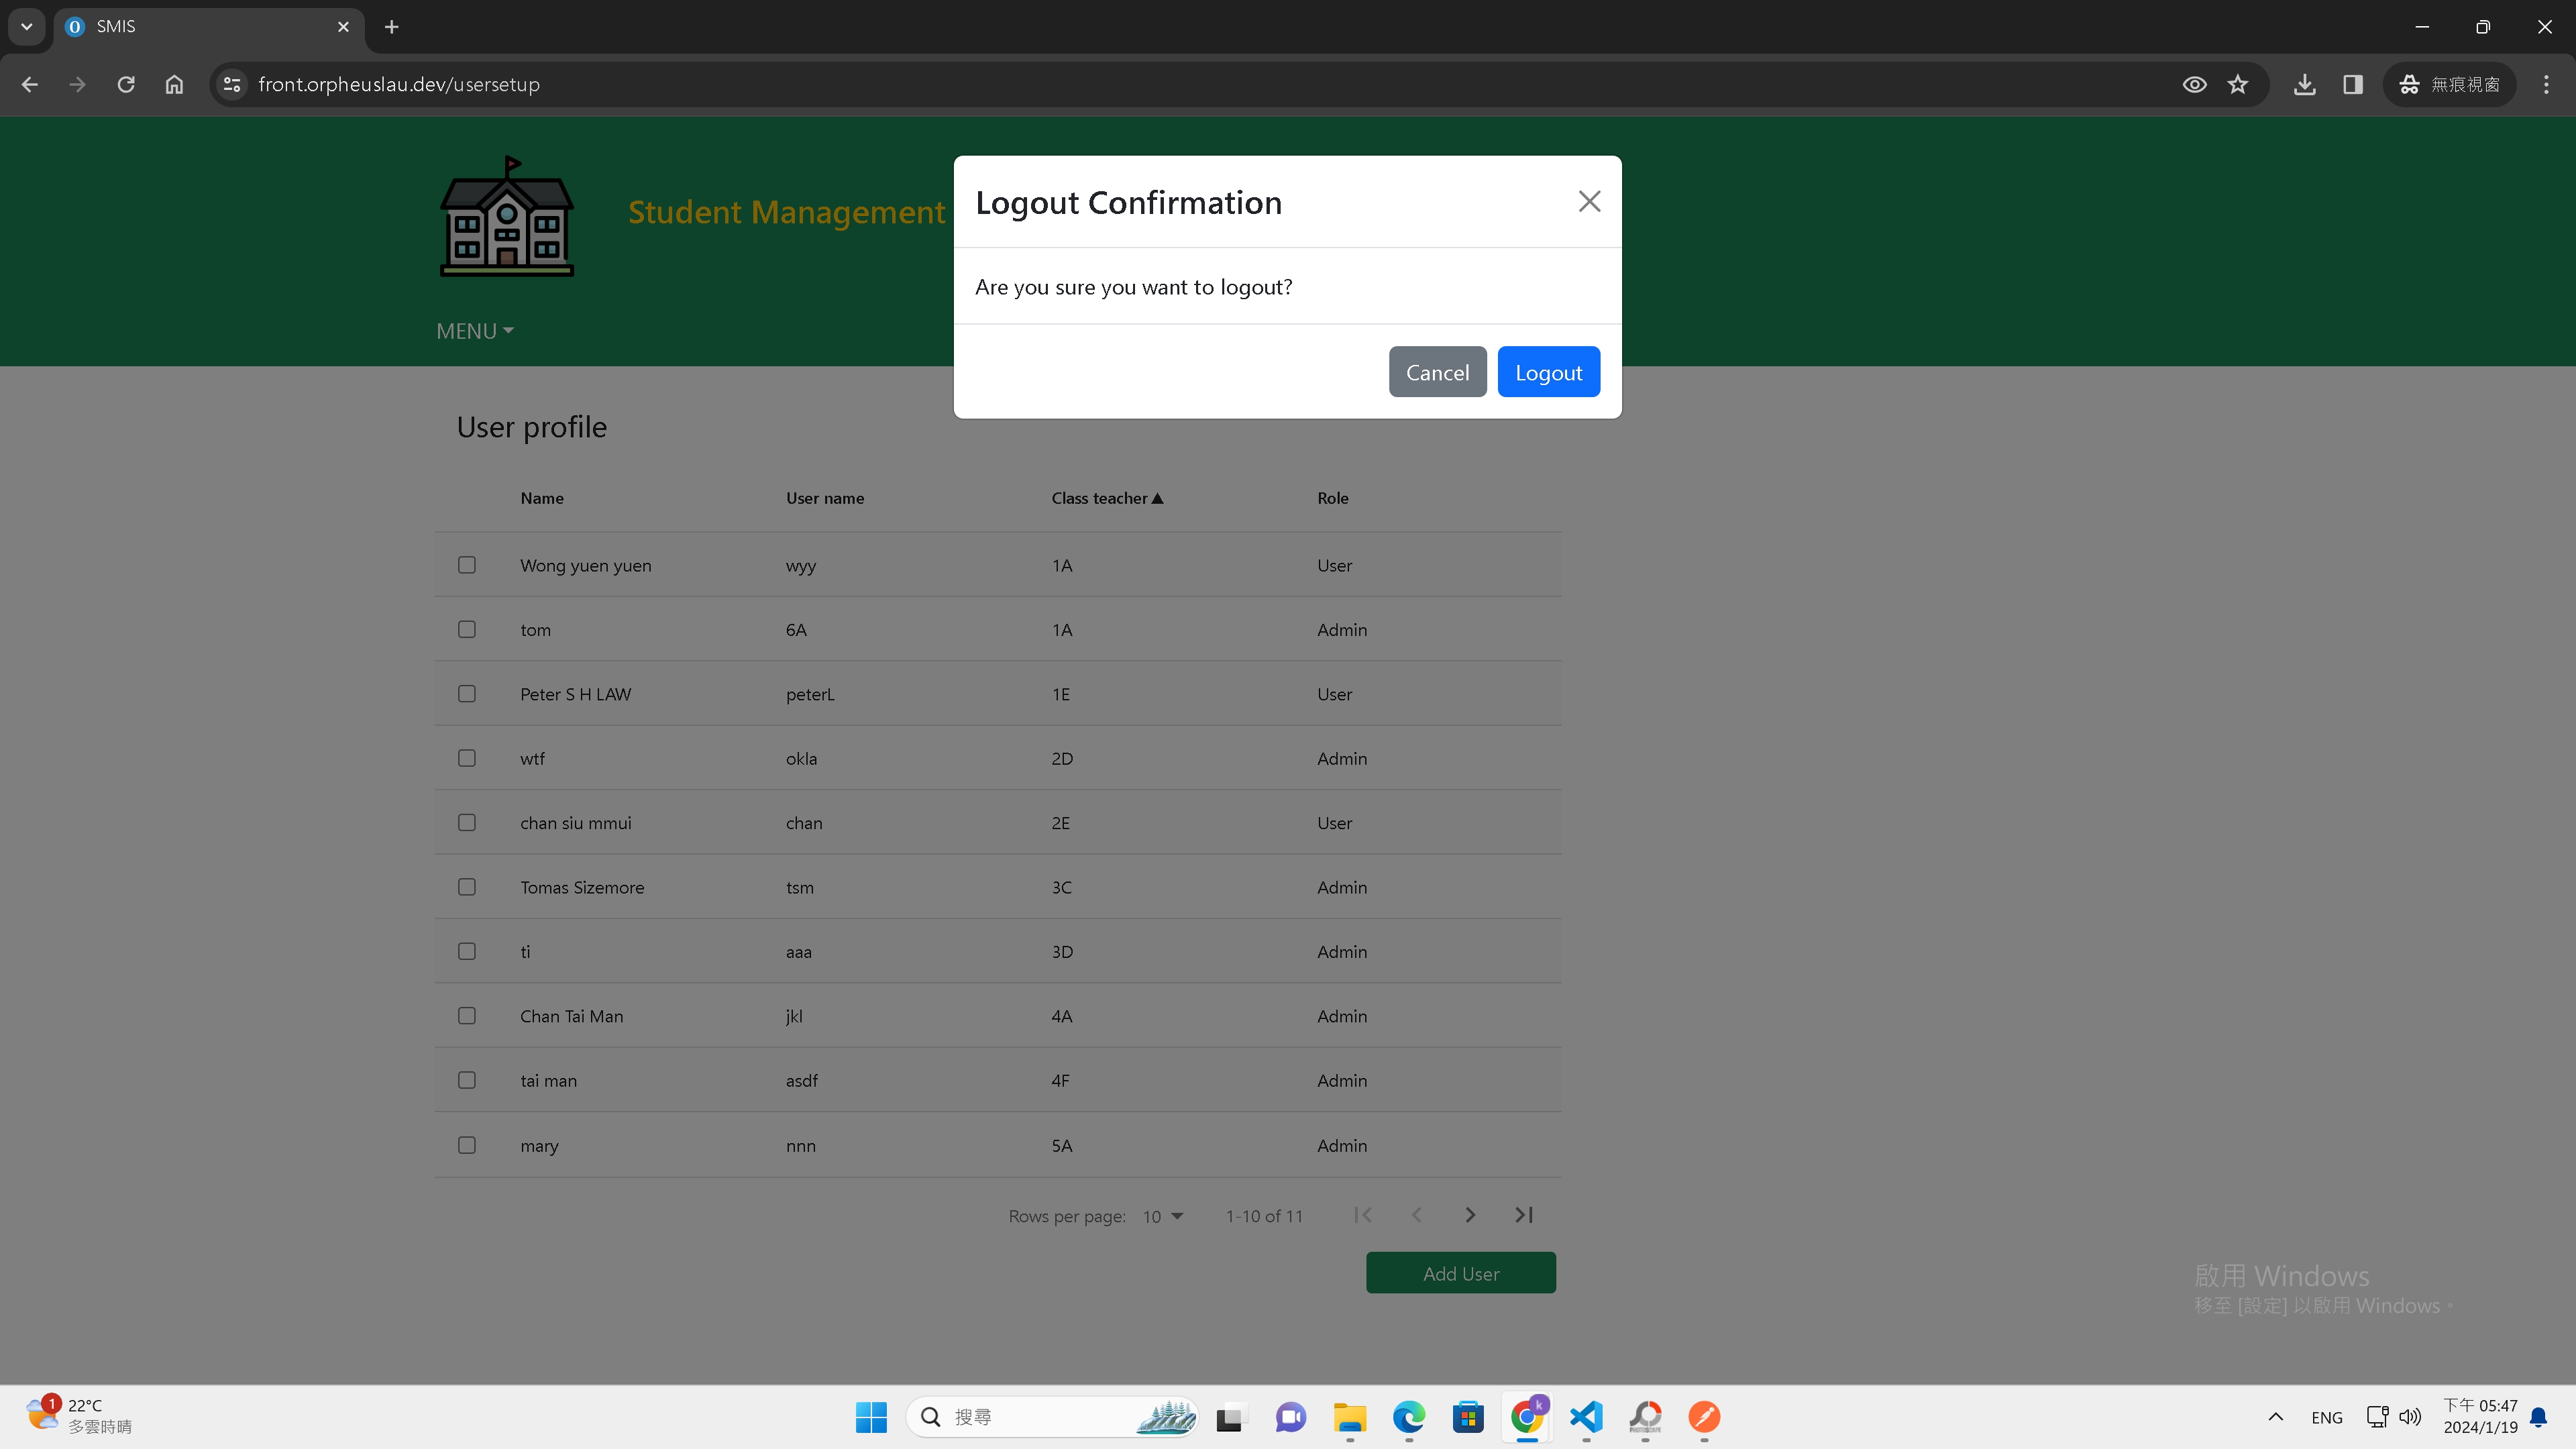 SMIS
front.orpheuslau.dev/usersetup
無痕視窗
Student Management
MENU
Logout Confirmation
Are you sure you want to logout?
Cancel Logout
User profile
Name User name Class teacher▲ Role
Wong yuen yuen wyy 1A User
tom 6A 1A Admin
Peter S H LAW peterL 1E User
wtf okla 2D Admin
chan siu mmui chan 2E User
Tomas Sizemore tsm 3C Admin
ti aaa 3D Admin
Chan Tai Man jkl 4A Admin
tai man asdf 4F Admin
mary nnn 5A Admin
Rows per page: 10 1-10 of 11
Add User
啟用 Windows
移至 [設定] 以啟用 Windows。
1
22°C
多雲時晴
搜尋
k
ENG
下午 05:47
2024/1/19